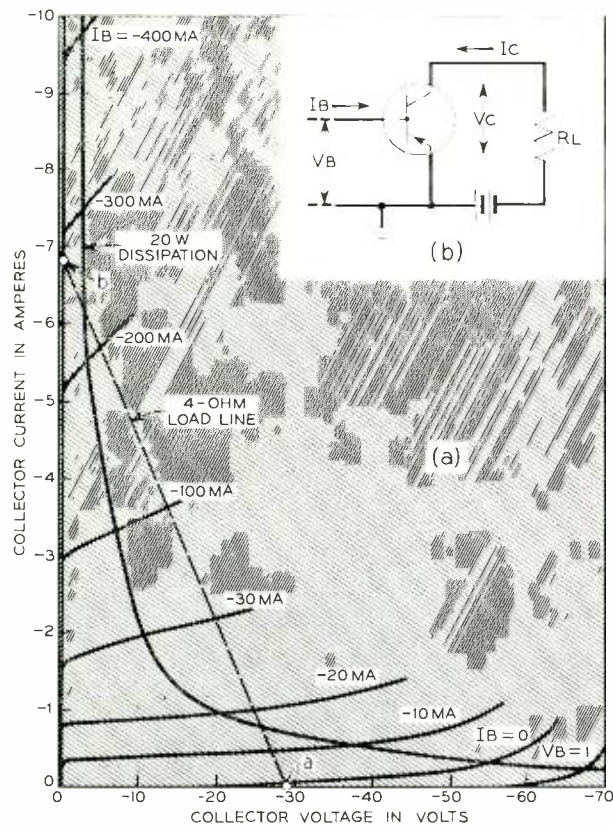 -10
-9
-8
-7
-6
-5
-4
-3
-2
-1
0
COLLECTOR CURRENT IN AMPERES
IB = -400 MA
-300 MA
20 W
DISSIPATION
b
-200 MA
4-OHM
LOAD LINE
-100 MA
-30 MA
-20 MA
-10 MA
IB = 0
VB = 1
a
(a)
IC
IB
VC
RL
VB
(b)
0
-10
-20
-30
-40
-50
-60
-70
COLLECTOR VOLTAGE IN VOLTS